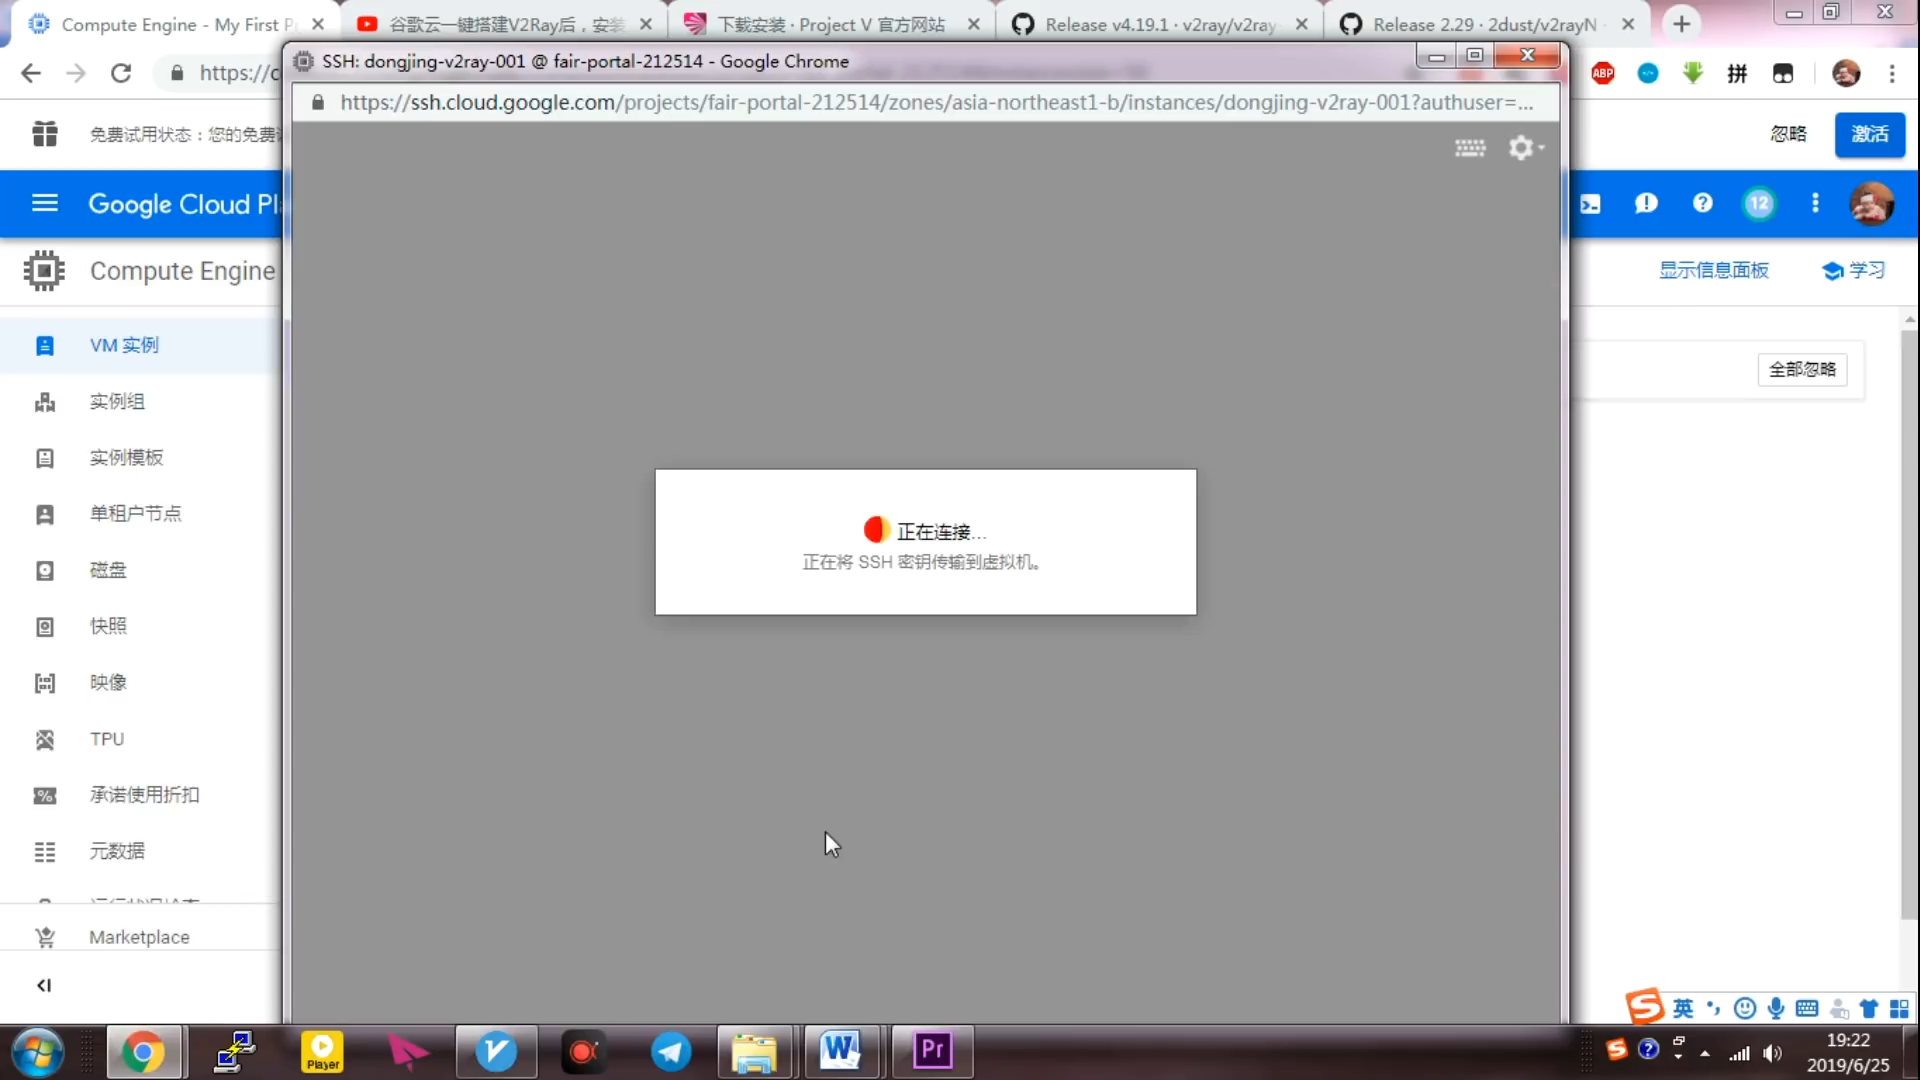 Compute Engine - My First P
谷歌云一键搭建V2Ray后，安装
下载安装 · Project V 官方网站
Release v4.19.1 · v2ray/v2ray-
Release 2.29 · 2dust/v2rayN
SSH: dongjing-v2ray-001 @ fair-portal-212514 - Google Chrome
https://c
ABP
拼
https://ssh.cloud.google.com/projects/fair-portal-212514/zones/asia-northeast1-b/instances/dongjing-v2ray-001?authuser=...
免费试用状态：您的免费
忽略
激活
Google Cloud Pl
12
Compute Engine
显示信息面板
学习
VM 实例
全部忽略
实例组
实例模板
单租户节点
正在连接...
正在将 SSH 密钥传输到虚拟机。
磁盘
快照
映像
TPU
承诺使用折扣
元数据
Marketplace
英
Player
W
Pr
19:22
2019/6/25